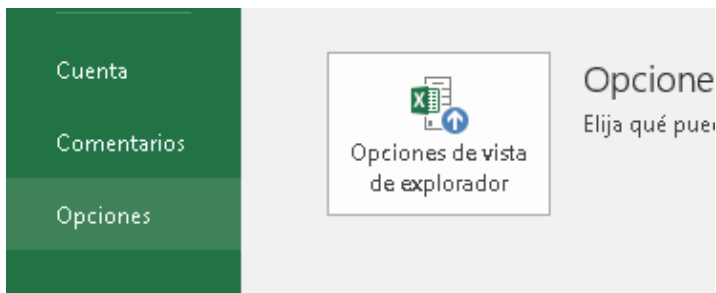 Cuenta
Comentarios
Opciones
Opciones de vista
de explorador
Opcione
Elija qué pue